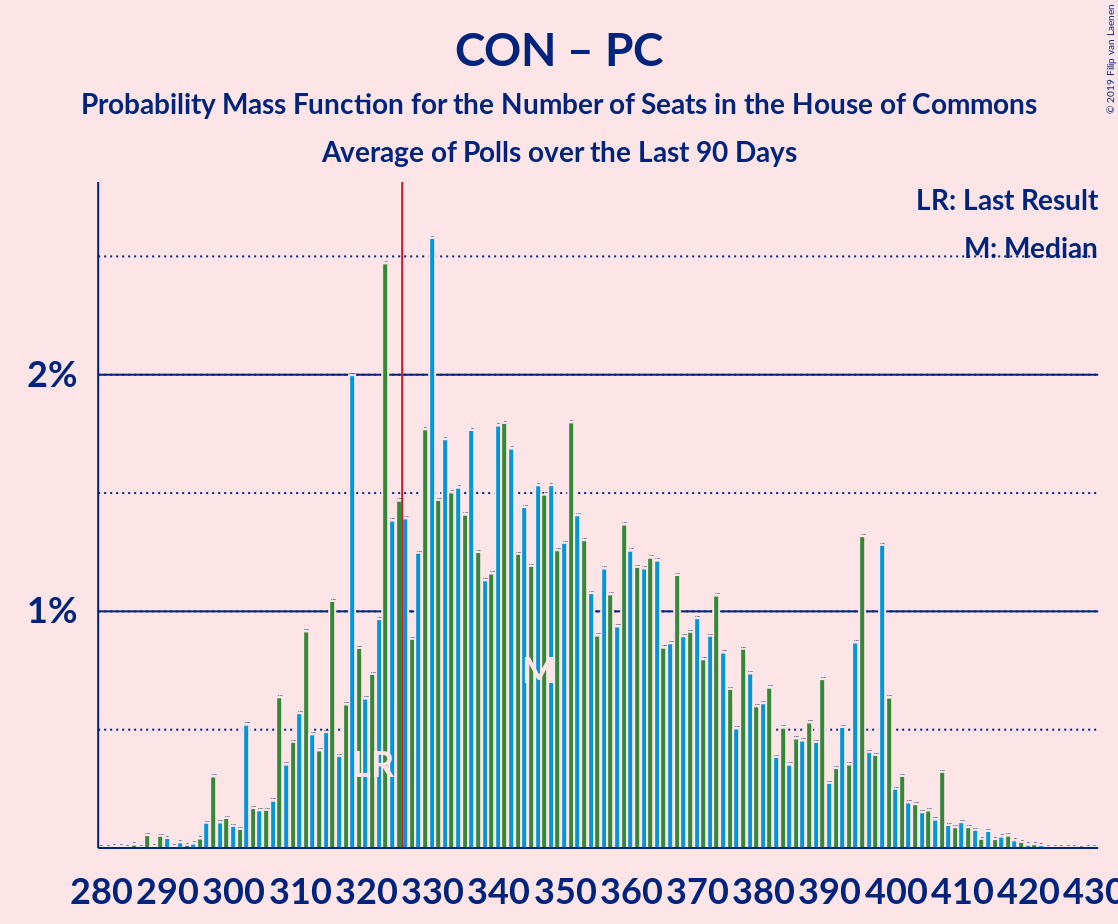 CON – PC
Probability Mass Function for the Number of Seats in the House of Commons
Average of Polls over the Last 90 Days
© 2019 Filip van Laenen
LR: Last Result
M: Median
2%
1%
M
LR
280 290 300 310 320 330 340 350 360 370 380 390 400 410 420 430